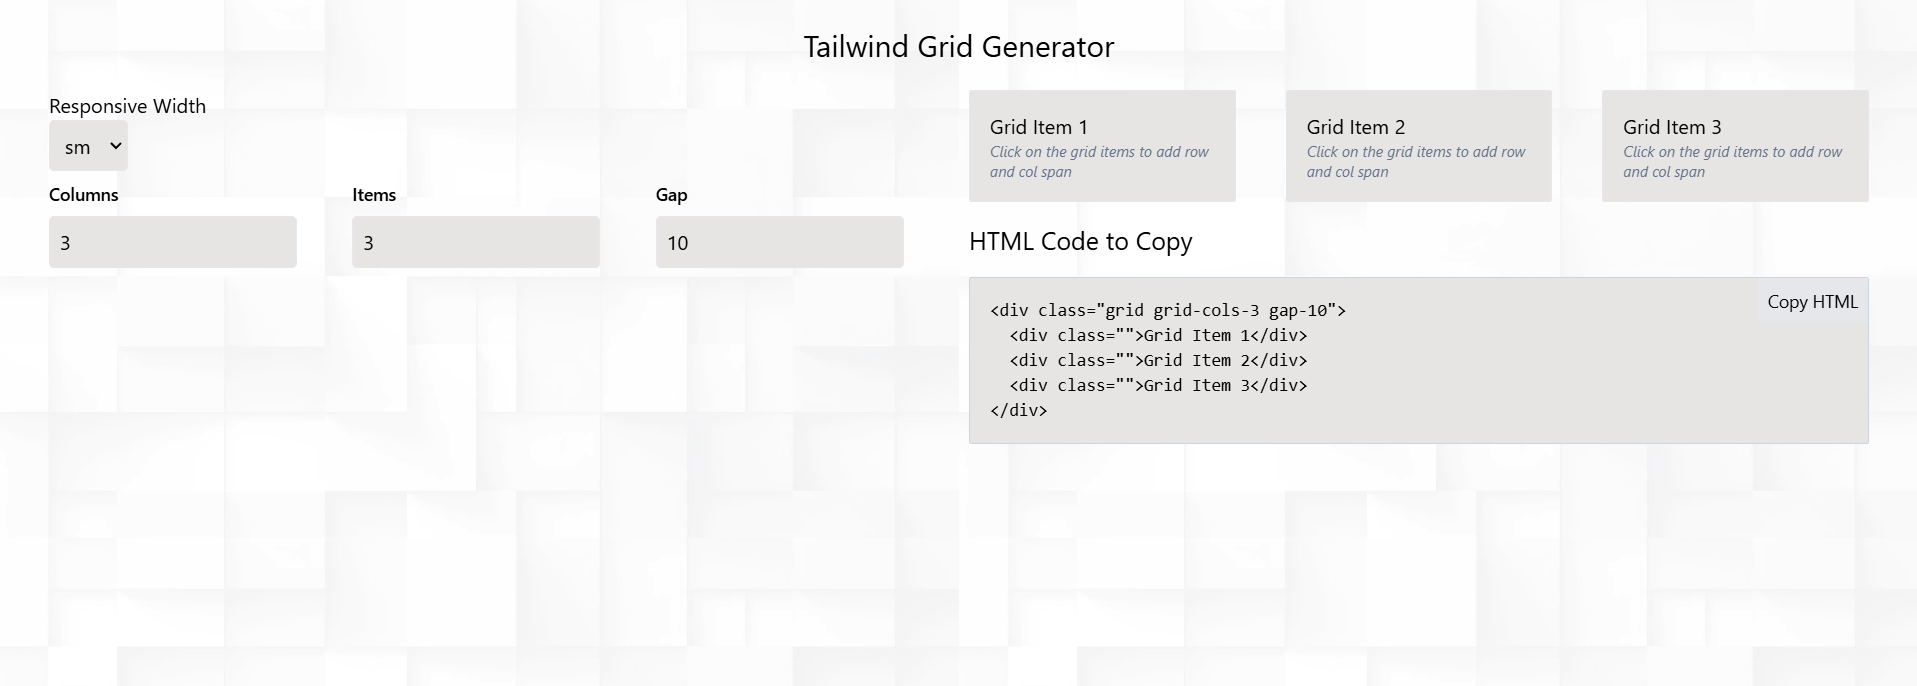 Tailwind Grid Generator
Responsive Width
sm
Columns
3
Items
3
Gap
10
Grid Item 1
Click on the grid items to add row
and col span
Grid Item 2
Click on the grid items to add row
and col span
Grid Item 3
Click on the grid items to add row
and col span
HTML Code to Copy
Copy HTML
<div class="grid grid-cols-3 gap-10">
  <div class="">Grid Item 1</div>
  <div class="">Grid Item 2</div>
  <div class="">Grid Item 3</div>
</div>